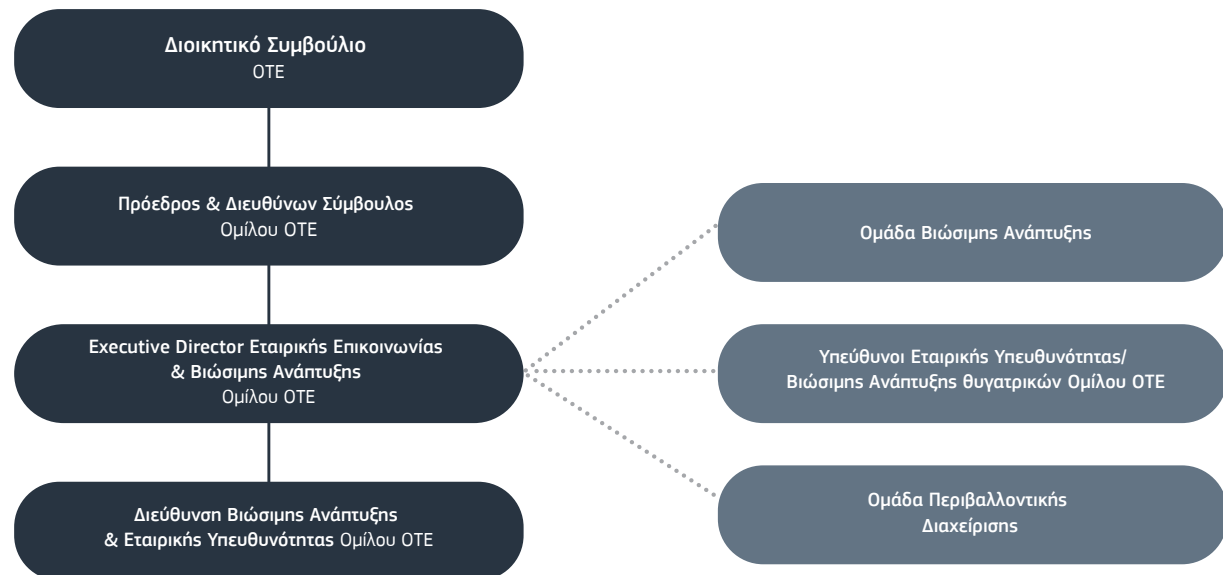 Διοικητικό Συμβούλιο
ΟΤΕ
Πρόεδρος & Διευθύνων Σύμβουλος
Ομίλου ΟΤΕ
Executive Director Εταιρικής Επικοινωνίας
& Βιώσιμης Ανάπτυξης
Ομίλου ΟΤΕ
Διεύθυνση Βιώσιμης Ανάπτυξης
& Εταιρικής Υπευθυνότητας Ομίλου ΟΤΕ
Ομάδα Βιώσιμης Ανάπτυξης
Υπεύθυνοι Εταιρικής Υπευθυνότητας/
Βιώσιμης Ανάπτυξης θυγατρικών Ομίλου ΟΤΕ
Ομάδα Περιβαλλοντικής
Διαχείρισης